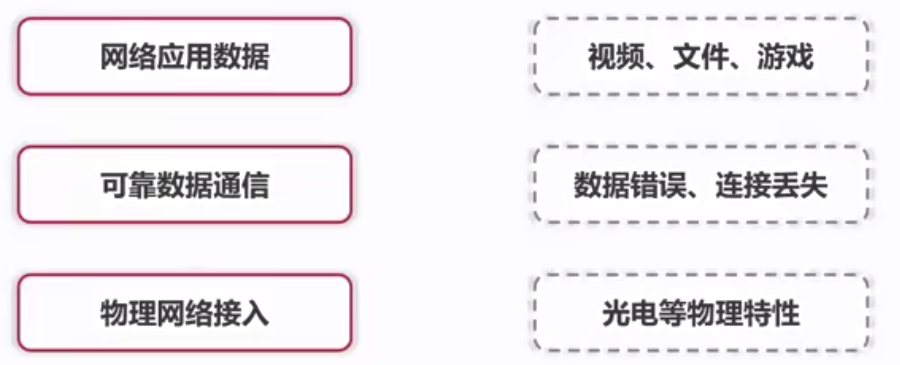 网络应用数据
视频、文件、游戏
可靠数据通信
数据错误、连接丢失
物理网络接入
光电等物理特性